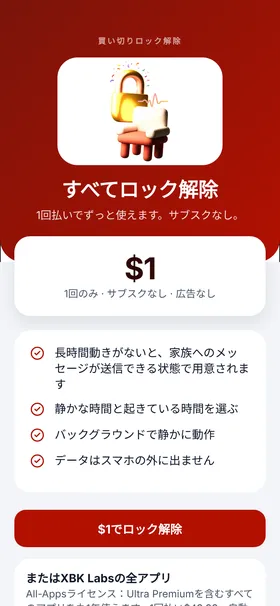 買い切りロック解除
すべてロック解除
1回払いでずっと使えます。サブスクなし。
$1
1回のみ · サブスクなし · 広告なし
長時間動きがないと、家族へのメッ
セージが送信できる状態で用意されま
す
静かな時間と起きている時間を選ぶ
バックグラウンドで静かに動作
データはスマホの外に出ません
$1でロック解除
またはXBK Labsの全アプリ
All-Appsライセンス：Ultra Premiumを含むすべて